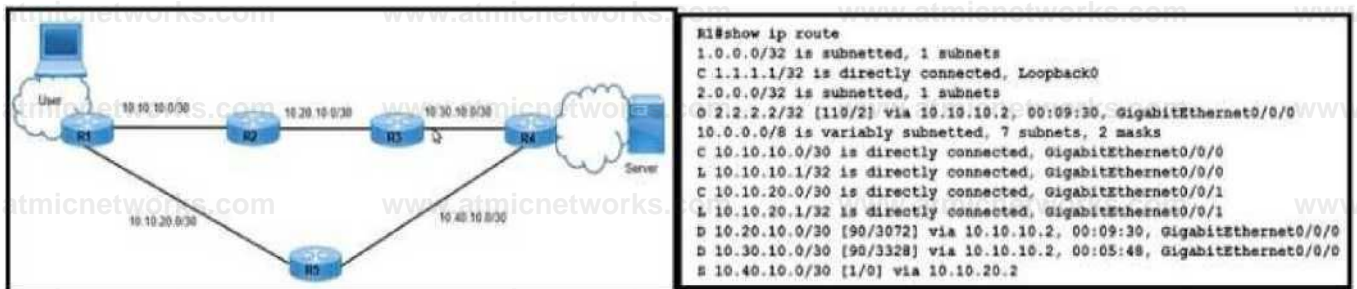 www.atmicnetworks.com www.atmicnetworks.com www
User
10.10.10.0/30
10.20.10.0/30
10.30.10.0/30
R1
R2
R3
R4
Server
10.10.20.0/30
10.40.10.0/30
R5
R1#show ip route
1.0.0.0/32 is subnetted, 1 subnets
C 1.1.1.1/32 is directly connected, Loopback0
2.0.0.0/32 is subnetted, 1 subnets
O 2.2.2.2/32 [110/2] via 10.10.10.2, 00:09:30, GigabitEthernet0/0/0
10.0.0.0/8 is variably subnetted, 7 subnets, 2 masks
C 10.10.10.0/30 is directly connected, GigabitEthernet0/0/0
L 10.10.10.1/32 is directly connected, GigabitEthernet0/0/0
C 10.10.20.0/30 is directly connected, GigabitEthernet0/0/1
L 10.10.20.1/32 is directly connected, GigabitEthernet0/0/1
D 10.20.10.0/30 [90/3072] via 10.10.10.2, 00:09:30, GigabitEthernet0/0/0
D 10.30.10.0/30 [90/3328] via 10.10.10.2, 00:05:48, GigabitEthernet0/0/0
S 10.40.10.0/30 [1/0] via 10.10.20.2